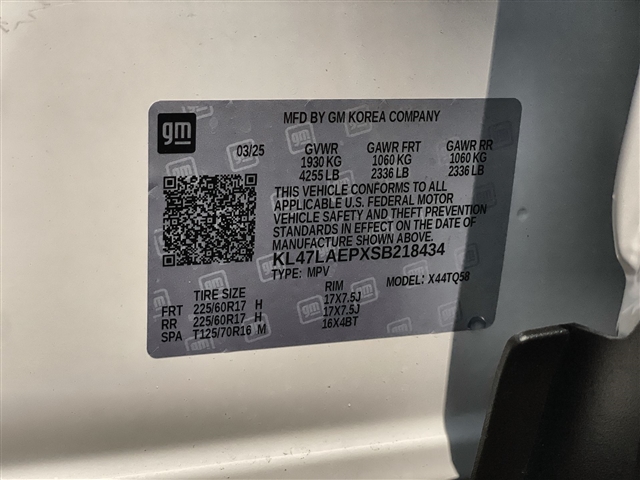 gm
MFD BY GM KOREA COMPANY
03/25 GVWR GAWR FRT GAWR RR
1930 KG 1060 KG 1060 KG
4255 LB 2336 LB 2336 LB
THIS VEHICLE CONFORMS TO ALL
APPLICABLE U.S. FEDERAL MOTOR
VEHICLE SAFETY AND THEFT PREVENTION
STANDARDS IN EFFECT ON THE DATE OF
MANUFACTURE SHOWN ABOVE.
KL47LAEPXSB218434
TYPE: MPV MODEL: X44TQ58
TIRE SIZE RIM
FRT 225/60R17 H 17X7.5J
RR 225/60R17 H 17X7.5J
SPA T125/70R16 M 16X4BT